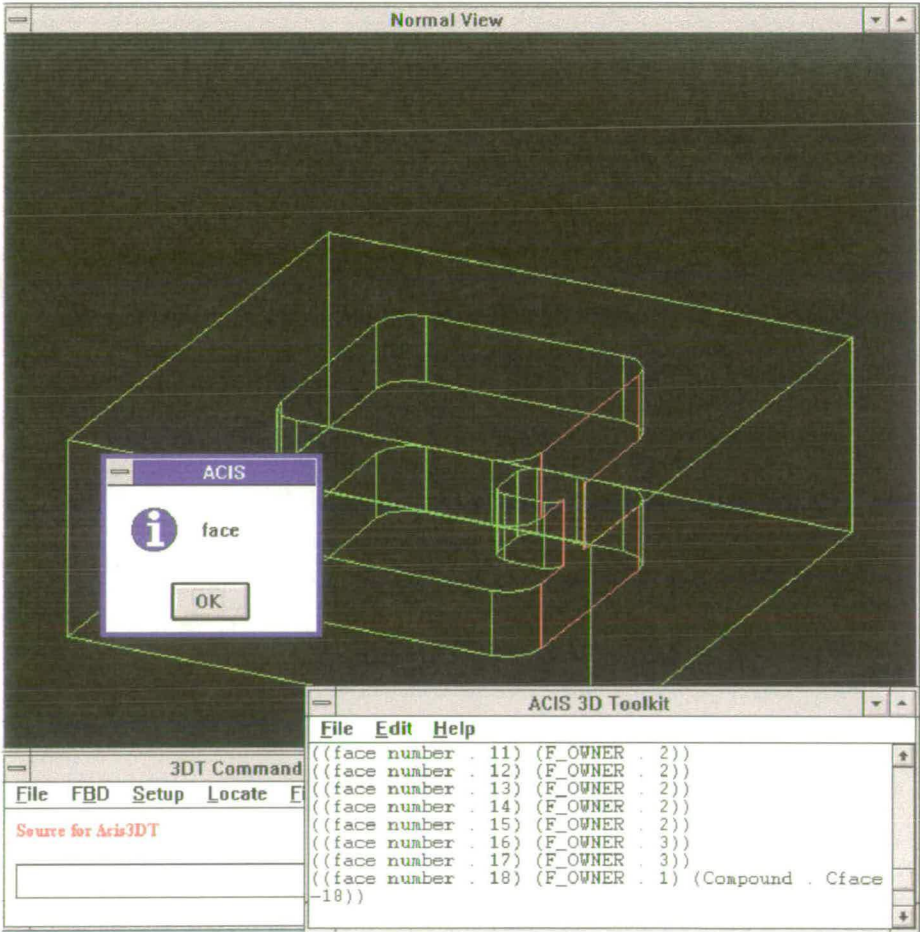 Normal View
ACIS
face
OK
ACIS 3D Toolkit
File Edit Help
((face number . 11) (F_OWNER . 2))
((face number . 12) (F_OWNER . 2))
((face number . 13) (F_OWNER . 2))
((face number . 14) (F_OWNER . 2))
((face number . 15) (F_OWNER . 2))
((face number . 16) (F_OWNER . 3))
((face number . 17) (F_OWNER . 3))
((face number . 18) (F_OWNER . 1) (Compound . Cface
-18))
3DT Command
File FBD Setup Locate Fi
Source for Acis3DT